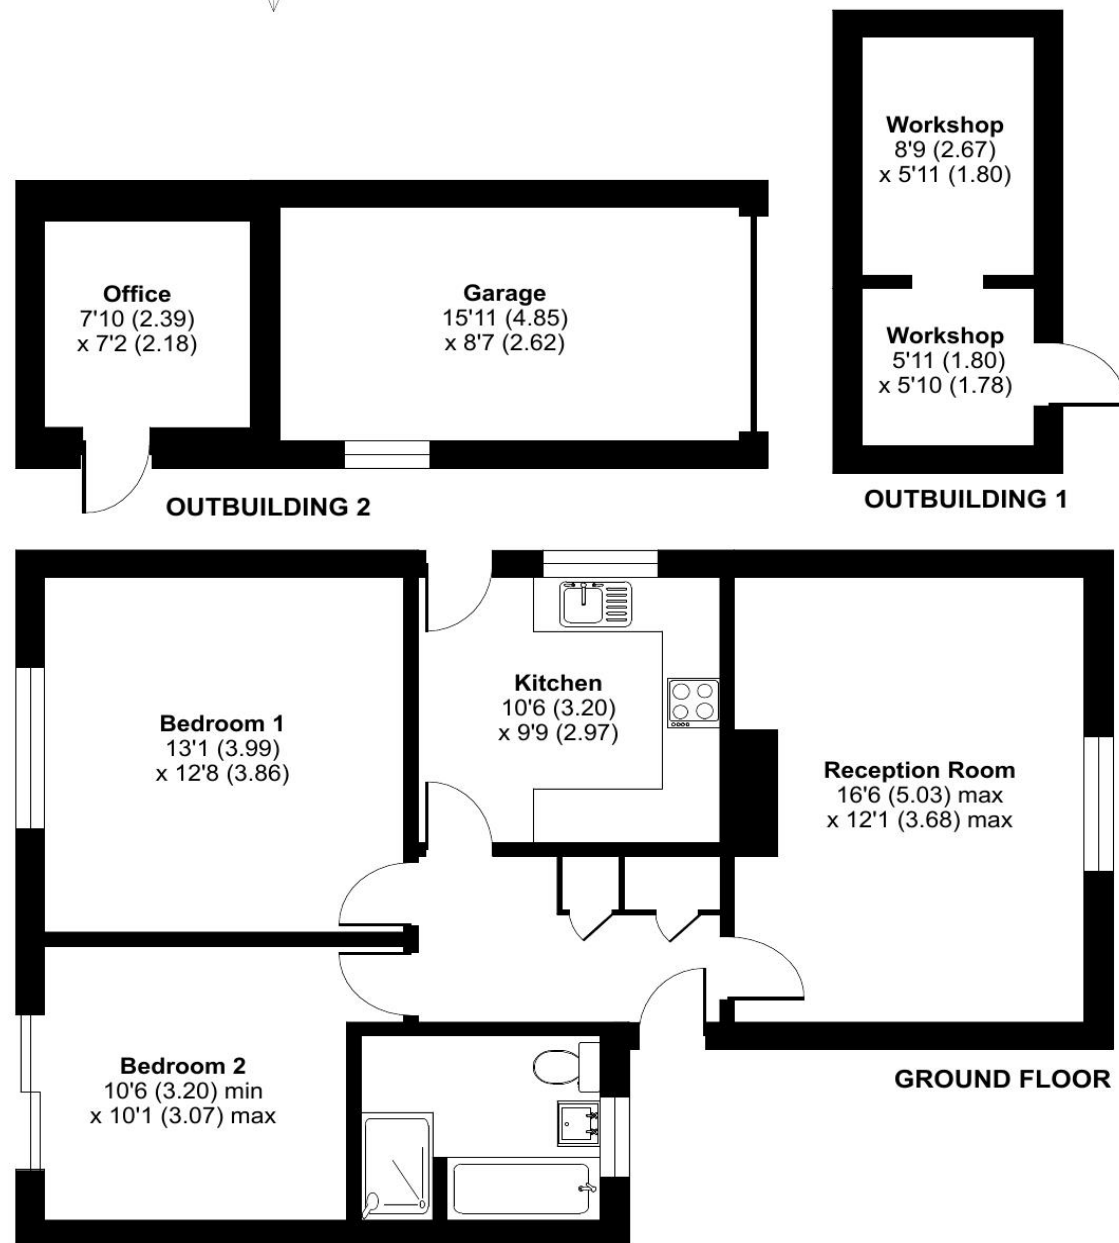 Workshop
8'9 (2.67)
x 5'11 (1.80)
Office
7'10 (2.39)
x 7'2 (2.18)
Garage
15'11 (4.85)
x 8'7 (2.62)
Workshop
5'11 (1.80)
x 5'10 (1.78)
OUTBUILDING 2
OUTBUILDING 1
Kitchen
10'6 (3.20)
x 9'9 (2.97)
Bedroom 1
13'1 (3.99)
x 12'8 (3.86)
Reception Room
16'6 (5.03) max
x 12'1 (3.68) max
Bedroom 2
10'6 (3.20) min
x 10'1 (3.07) max
GROUND FLOOR